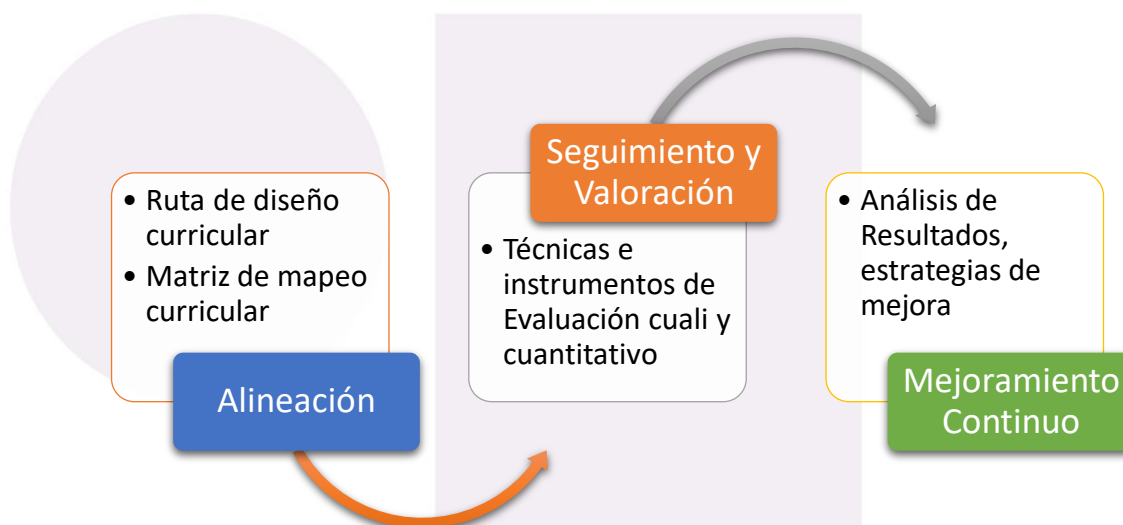 • Ruta de diseño
curricular
• Matriz de mapeo
curricular
Alineación
Seguimiento y
Valoración
• Técnicas e
instrumentos de
Evaluación cuali y
cuantitativo
• Análisis de
Resultados,
estrategias de
mejora
Mejoramiento
Continuo